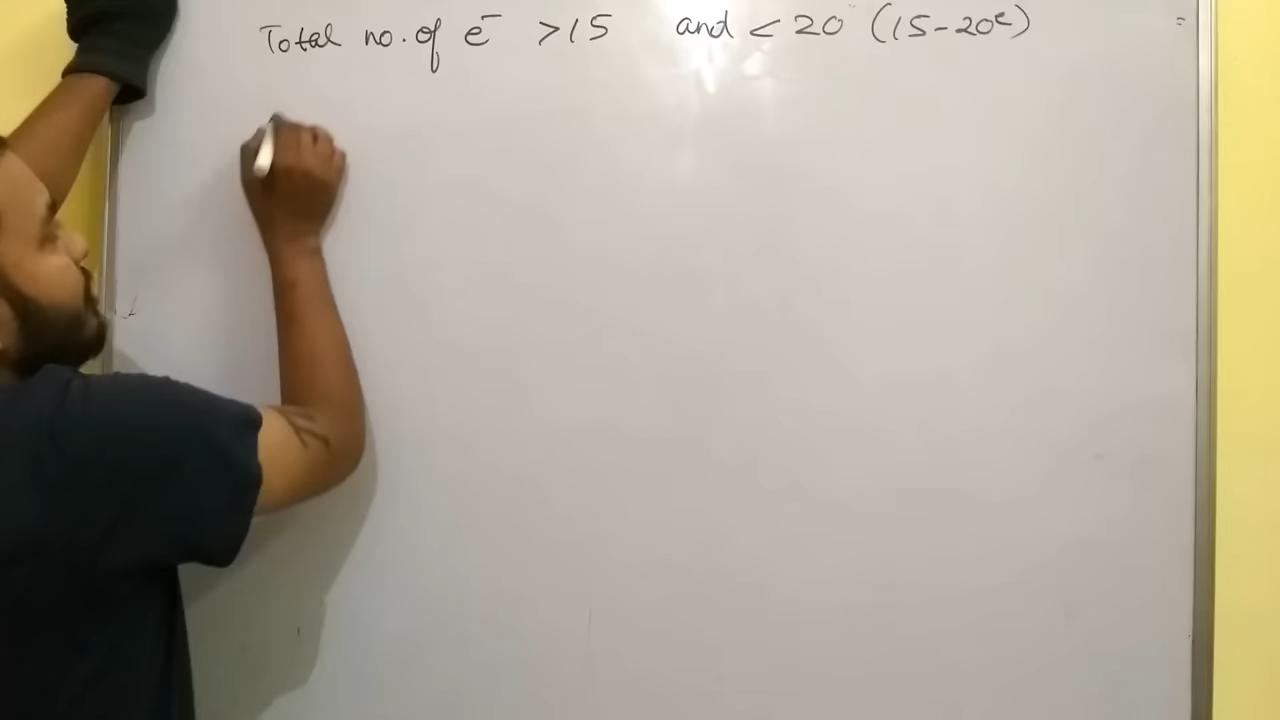 Total no. of e⁻ >15 and <20 (15-20e)